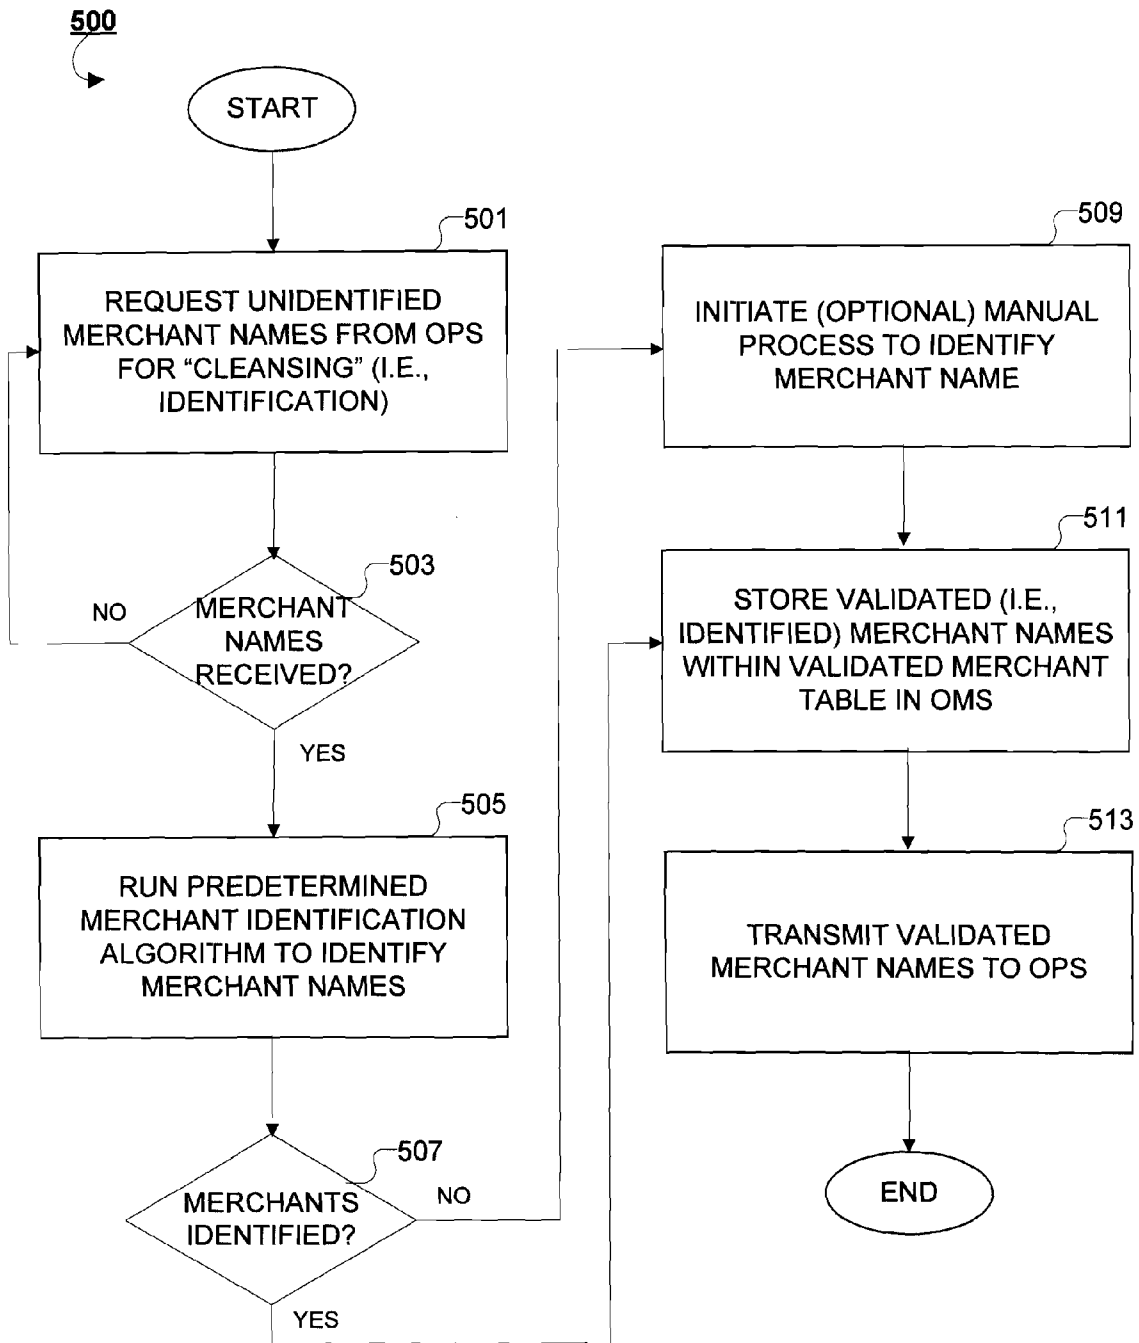 500
START
501
REQUEST UNIDENTIFIED
MERCHANT NAMES FROM OPS
FOR “CLEANSING” (I.E.,
IDENTIFICATION)
503
MERCHANT
NAMES
RECEIVED?
NO
YES
505
RUN PREDETERMINED
MERCHANT IDENTIFICATION
ALGORITHM TO IDENTIFY
MERCHANT NAMES
507
MERCHANTS
IDENTIFIED?
NO
YES
509
INITIATE (OPTIONAL) MANUAL
PROCESS TO IDENTIFY
MERCHANT NAME
511
STORE VALIDATED (I.E.,
IDENTIFIED) MERCHANT NAMES
WITHIN VALIDATED MERCHANT
TABLE IN OMS
513
TRANSMIT VALIDATED
MERCHANT NAMES TO OPS
END